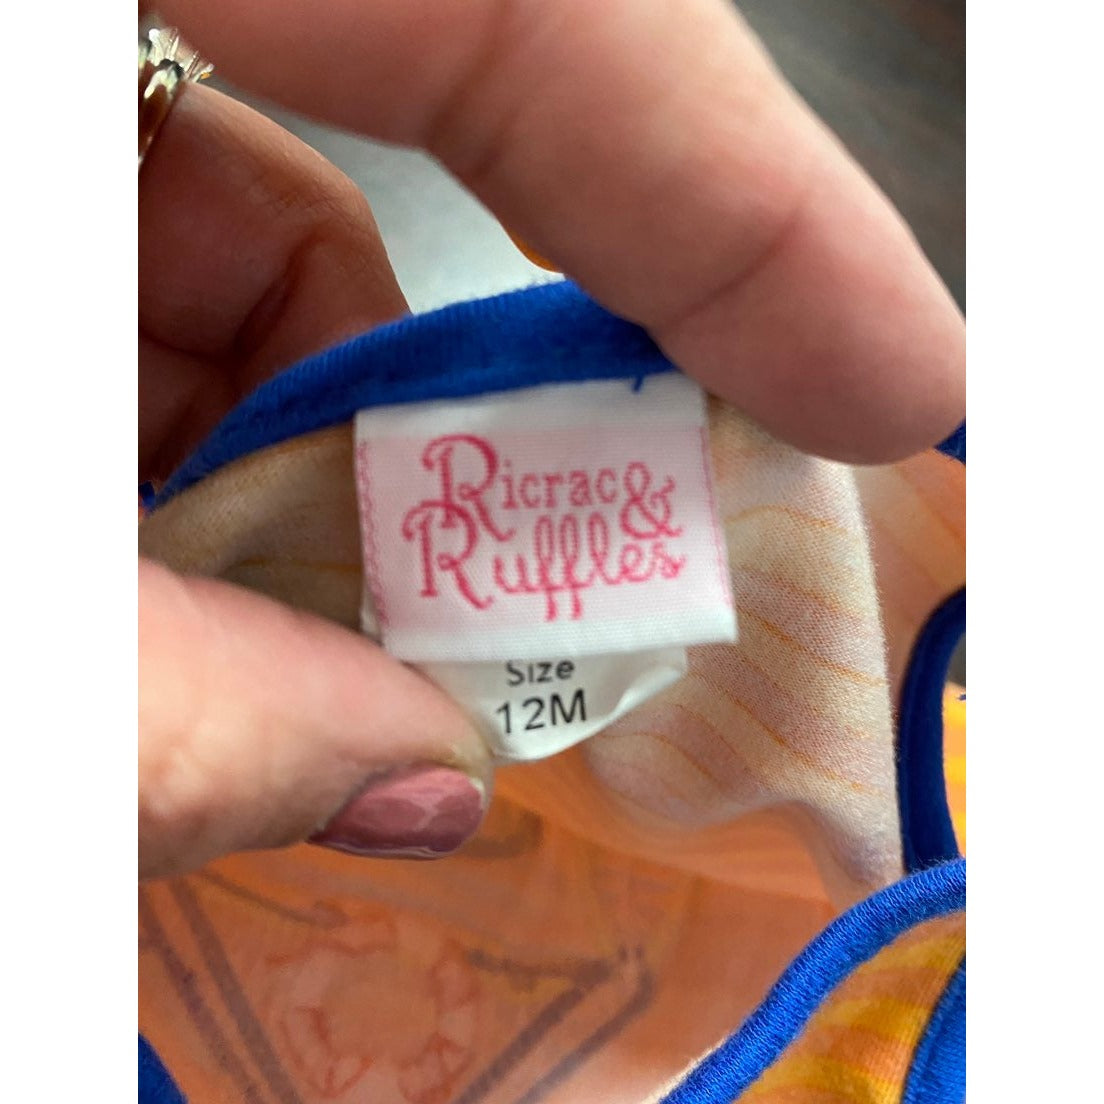 Ricrac &
Ruffles
Size
12M